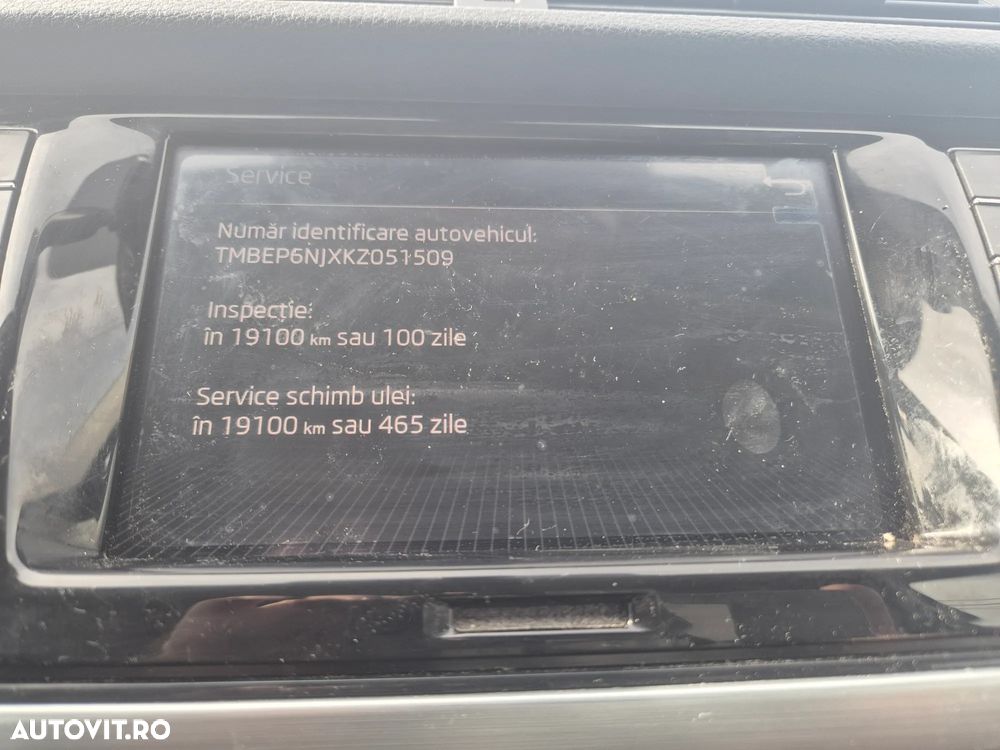 Service
Număr identificare autovehicul:
TMBEP6NJXKZ051509
Inspecție:
în 19100 km sau 100 zile
Service schimb ulei:
în 19100 km sau 465 zile
AUTOVIT.RO